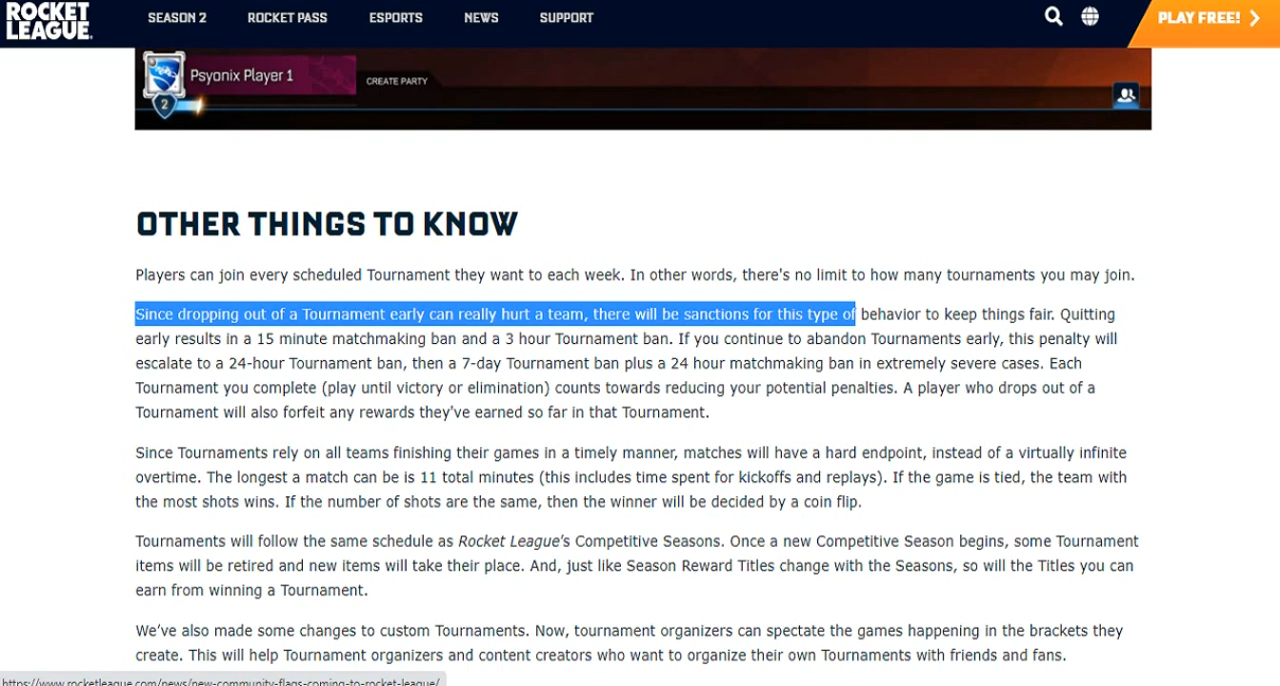 ROCKET
LEAGUE.
SEASON 2 ROCKET PASS ESPORTS NEWS SUPPORT PLAY FREE!
Psyonix Player 1 CREATE PARTY
2
OTHER THINGS TO KNOW
Players can join every scheduled Tournament they want to each week. In other words, there's no limit to how many tournaments you may join.
Since dropping out of a Tournament early can really hurt a team, there will be sanctions for this type of behavior to keep things fair. Quitting
early results in a 15 minute matchmaking ban and a 3 hour Tournament ban. If you continue to abandon Tournaments early, this penalty will
escalate to a 24-hour Tournament ban, then a 7-day Tournament ban plus a 24 hour matchmaking ban in extremely severe cases. Each
Tournament you complete (play until victory or elimination) counts towards reducing your potential penalties. A player who drops out of a
Tournament will also forfeit any rewards they've earned so far in that Tournament.
Since Tournaments rely on all teams finishing their games in a timely manner, matches will have a hard endpoint, instead of a virtually infinite
overtime. The longest a match can be is 11 total minutes (this includes time spent for kickoffs and replays). If the game is tied, the team with
the most shots wins. If the number of shots are the same, then the winner will be decided by a coin flip.
Tournaments will follow the same schedule as Rocket League's Competitive Seasons. Once a new Competitive Season begins, some Tournament
items will be retired and new items will take their place. And, just like Season Reward Titles change with the Seasons, so will the Titles you can
earn from winning a Tournament.
We've also made some changes to custom Tournaments. Now, tournament organizers can spectate the games happening in the brackets they
create. This will help Tournament organizers and content creators who want to organize their own Tournaments with friends and fans.
https://www.rocketleague.com/news/new-community-flags-coming-to-rocket-league/